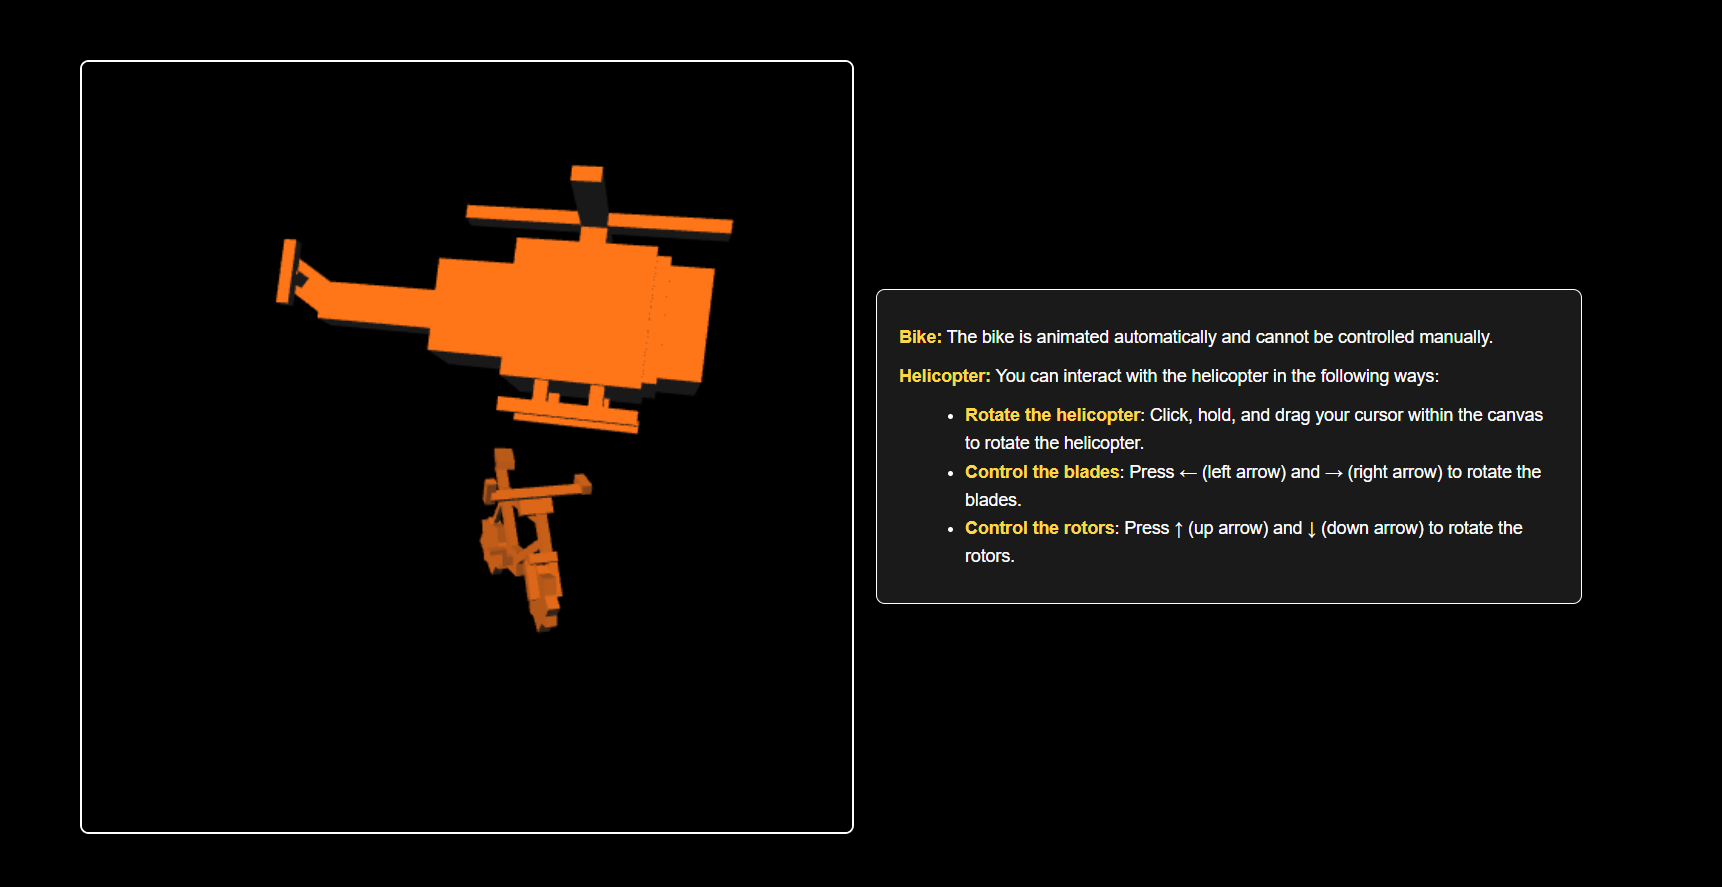 Bike: The bike is animated automatically and cannot be controlled manually.
Helicopter: You can interact with the helicopter in the following ways:
• Rotate the helicopter: Click, hold, and drag your cursor within the canvas
to rotate the helicopter.
• Control the blades: Press ← (left arrow) and → (right arrow) to rotate the
blades.
• Control the rotors: Press ↑ (up arrow) and ↓ (down arrow) to rotate the
rotors.